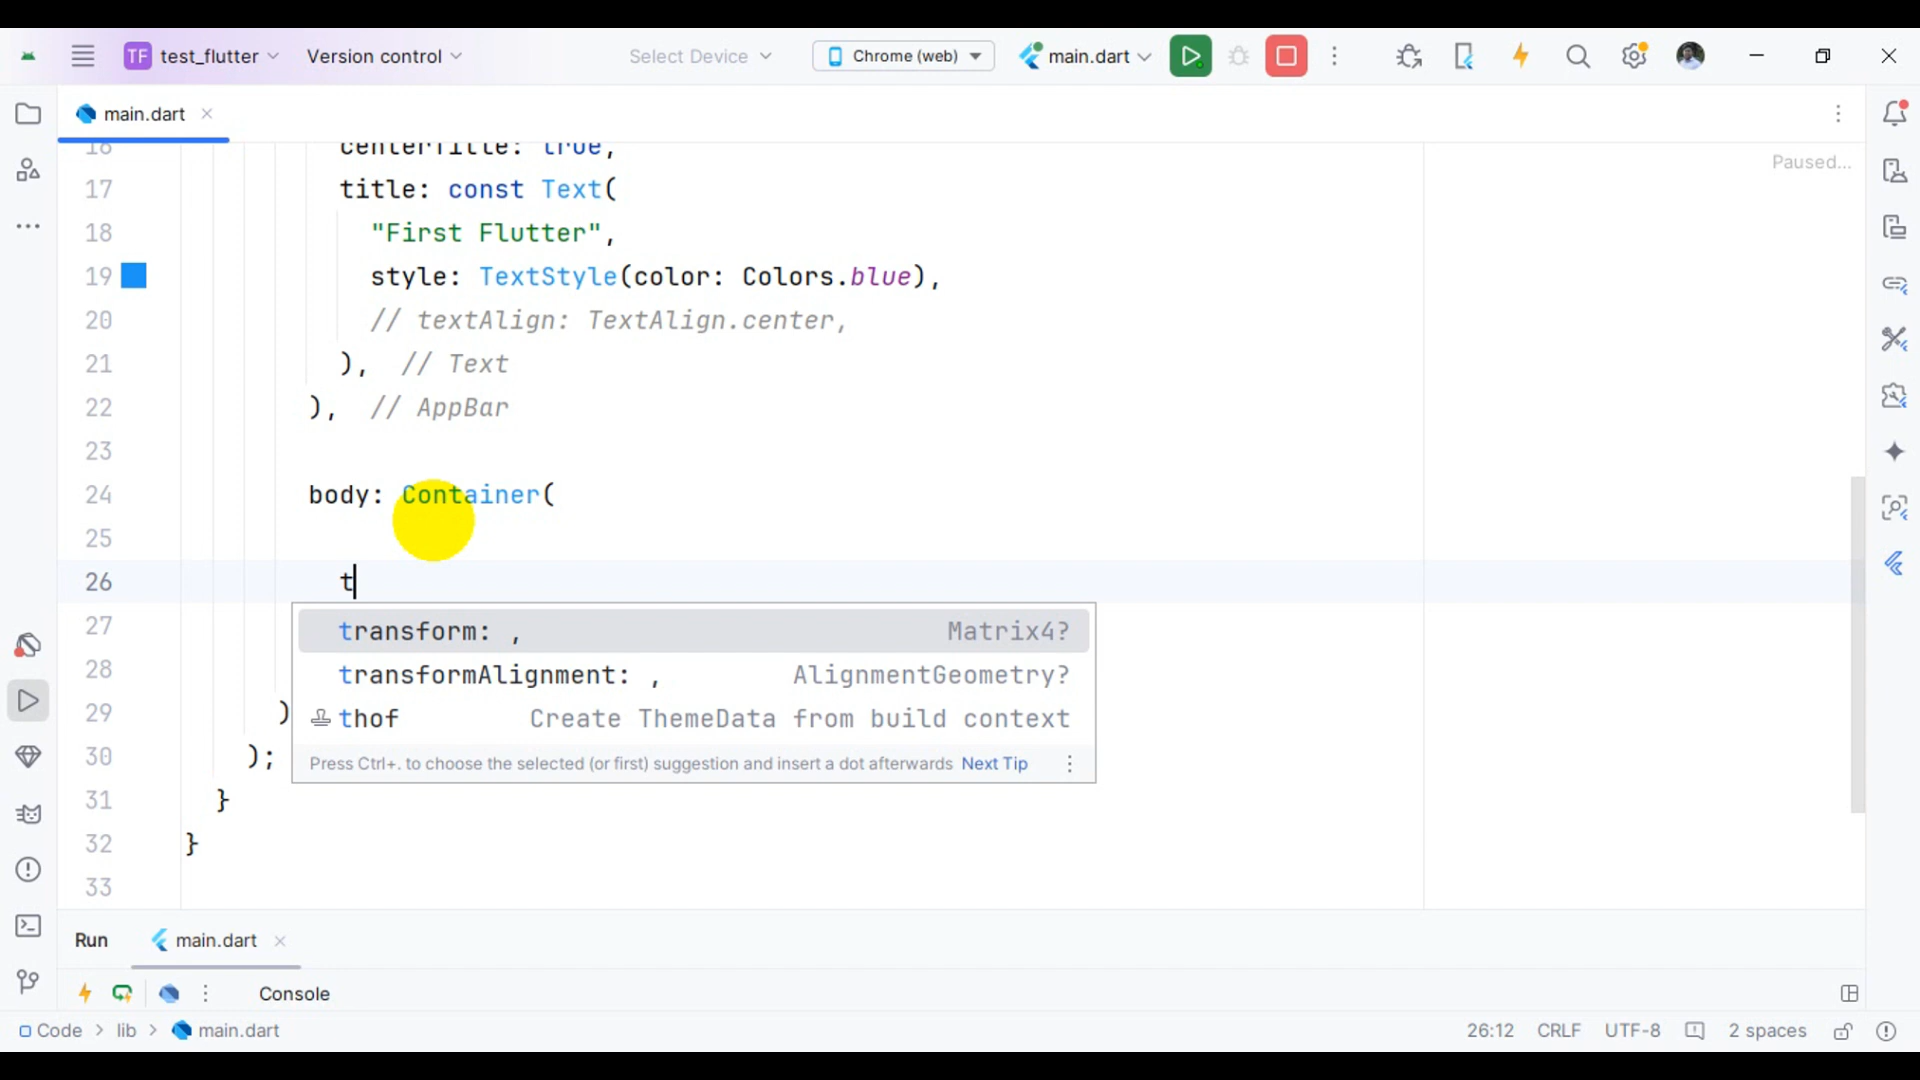 TF test_flutter Version control Select Device Chrome (web) main.dart
main.dart
Paused...
16 centerTitle: true,
17 title: const Text(
18 "First Flutter",
19 style: TextStyle(color: Colors.blue),
20 // textAlign: TextAlign.center,
21 ), // Text
22 ), // AppBar
23
24 body: Container(
25
26 t
27 transform: , Matrix4?
28 transformAlignment: , AlignmentGeometry?
29 ) thof Create ThemeData from build context
30 ); Press Ctrl+. to choose the selected (or first) suggestion and insert a dot afterwards Next Tip
31 }
32 }
33
Run main.dart
Console
Code > lib > main.dart 26:12 CRLF UTF-8 2 spaces